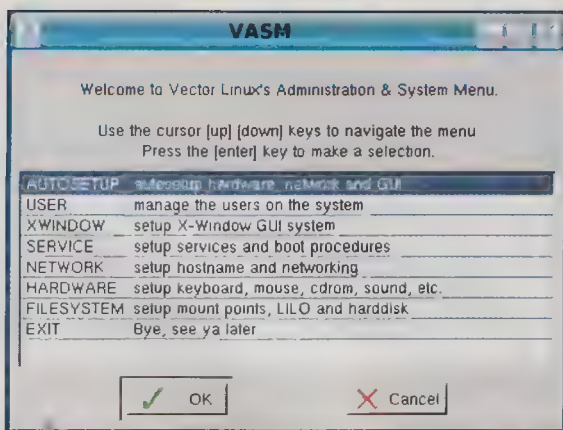 VASM
Welcome to Vector Linux's Administration & System Menu.
Use the cursor [up] [down] keys to navigate the menu
Press the [enter] key to make a selection.
AUTOSETUP autosetup hardware, network and GUI
USER manage the users on the system
XWINDOW setup X-Window GUI system
SERVICE setup services and boot procedures
NETWORK setup hostname and networking
HARDWARE setup keyboard, mouse, cdrom, sound, etc.
FILESYSTEM setup mount points, LILO and harddisk
EXIT Bye, see ya later
OK Cancel